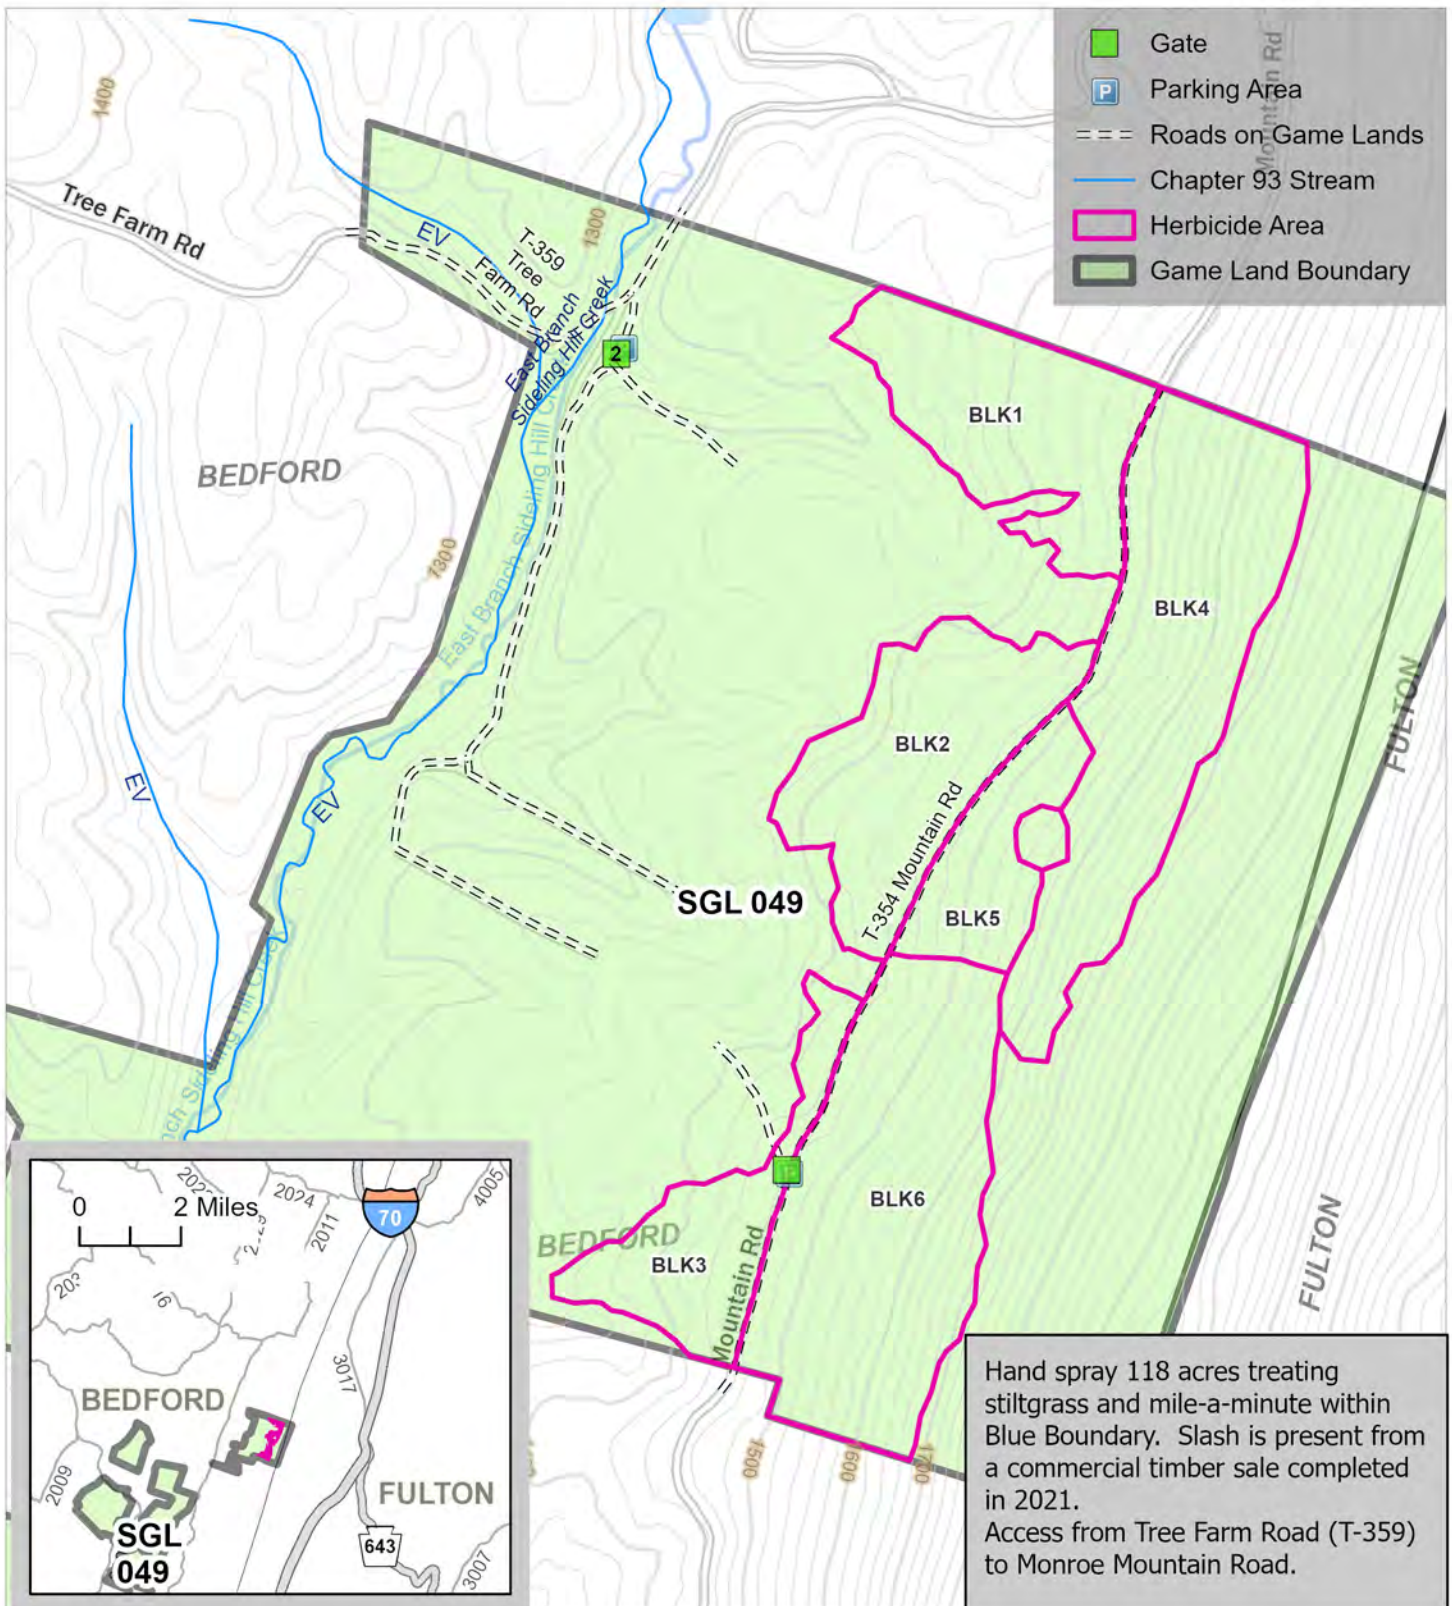 Gate
Parking Area
Roads on Game Lands
Chapter 93 Stream
Herbicide Area
Game Land Boundary
Mountain Rd
1400
Tree Farm Rd
EV
T-359
Tree
Farm Rd
1300
East Branch
Sideling Hill Creek
2
BLK1
BEDFORD
1300
East Branch Sideling Hill C
BLK4
FULTON
BLK2
EV
EV
T-354 Mountain Rd
SGL 049
BLK5
nch Sideling Hill Creek
BLK6
BEDFORD
BLK3
Mountain Rd
FULTON
1500
1600
1700
0 2 Miles
2024
2011
4005
70
3017
BEDFORD
2009
FULTON
SGL
049
643
3007
Hand spray 118 acres treating
stiltgrass and mile-a-minute within
Blue Boundary. Slash is present from
a commercial timber sale completed
in 2021.
Access from Tree Farm Road (T-359)
to Monroe Mountain Road.